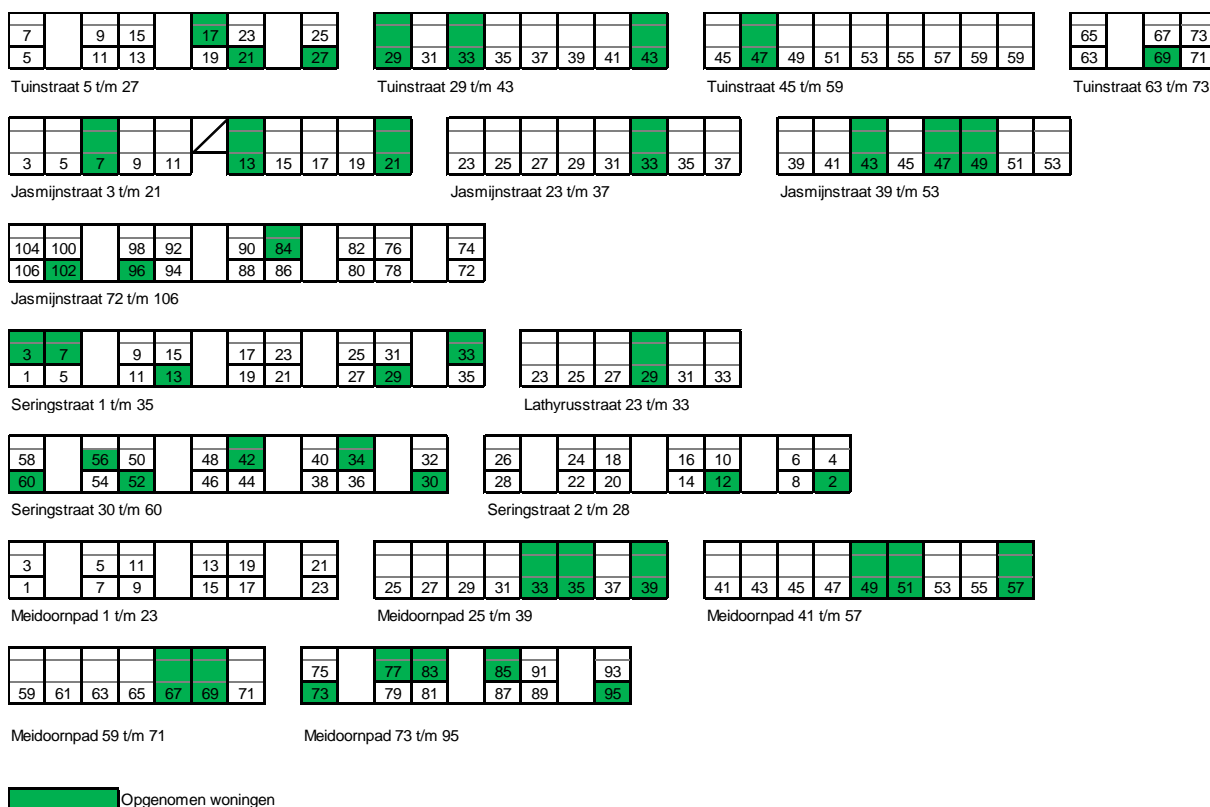 7 9 15 17 23 25
5 11 13 19 21 27
Tuinstraat 5 t/m 27
29 31 33 35 37 39 41 43
Tuinstraat 29 t/m 43
45 47 49 51 53 55 57 59 59
Tuinstraat 45 t/m 59
65 67 73
63 69 71
Tuinstraat 63 t/m 73
3 5 7 9 11 13 15 17 19 21
Jasmijnstraat 3 t/m 21
23 25 27 29 31 33 35 37
Jasmijnstraat 23 t/m 37
39 41 43 45 47 49 51 53
Jasmijnstraat 39 t/m 53
104 100 98 92 90 84 82 76 74
106 102 96 94 88 86 80 78 72
Jasmijnstraat 72 t/m 106
3 7 9 15 17 23 25 31 33
1 5 11 13 19 21 27 29 35
Seringstraat 1 t/m 35
23 25 27 29 31 33
Lathyrusstraat 23 t/m 33
58 56 50 48 42 40 34 32
60 54 52 46 44 38 36 30
Seringstraat 30 t/m 60
26 24 18 16 10 6 4
28 22 20 14 12 8 2
Seringstraat 2 t/m 28
3 5 11 13 19 21
1 7 9 15 17 23
Meidoornpad 1 t/m 23
25 27 29 31 33 35 37 39
Meidoornpad 25 t/m 39
41 43 45 47 49 51 53 55 57
Meidoornpad 41 t/m 57
59 61 63 65 67 69 71
Meidoornpad 59 t/m 71
75 77 83 85 91 93
73 79 81 87 89 95
Meidoornpad 73 t/m 95
Opgenomen woningen